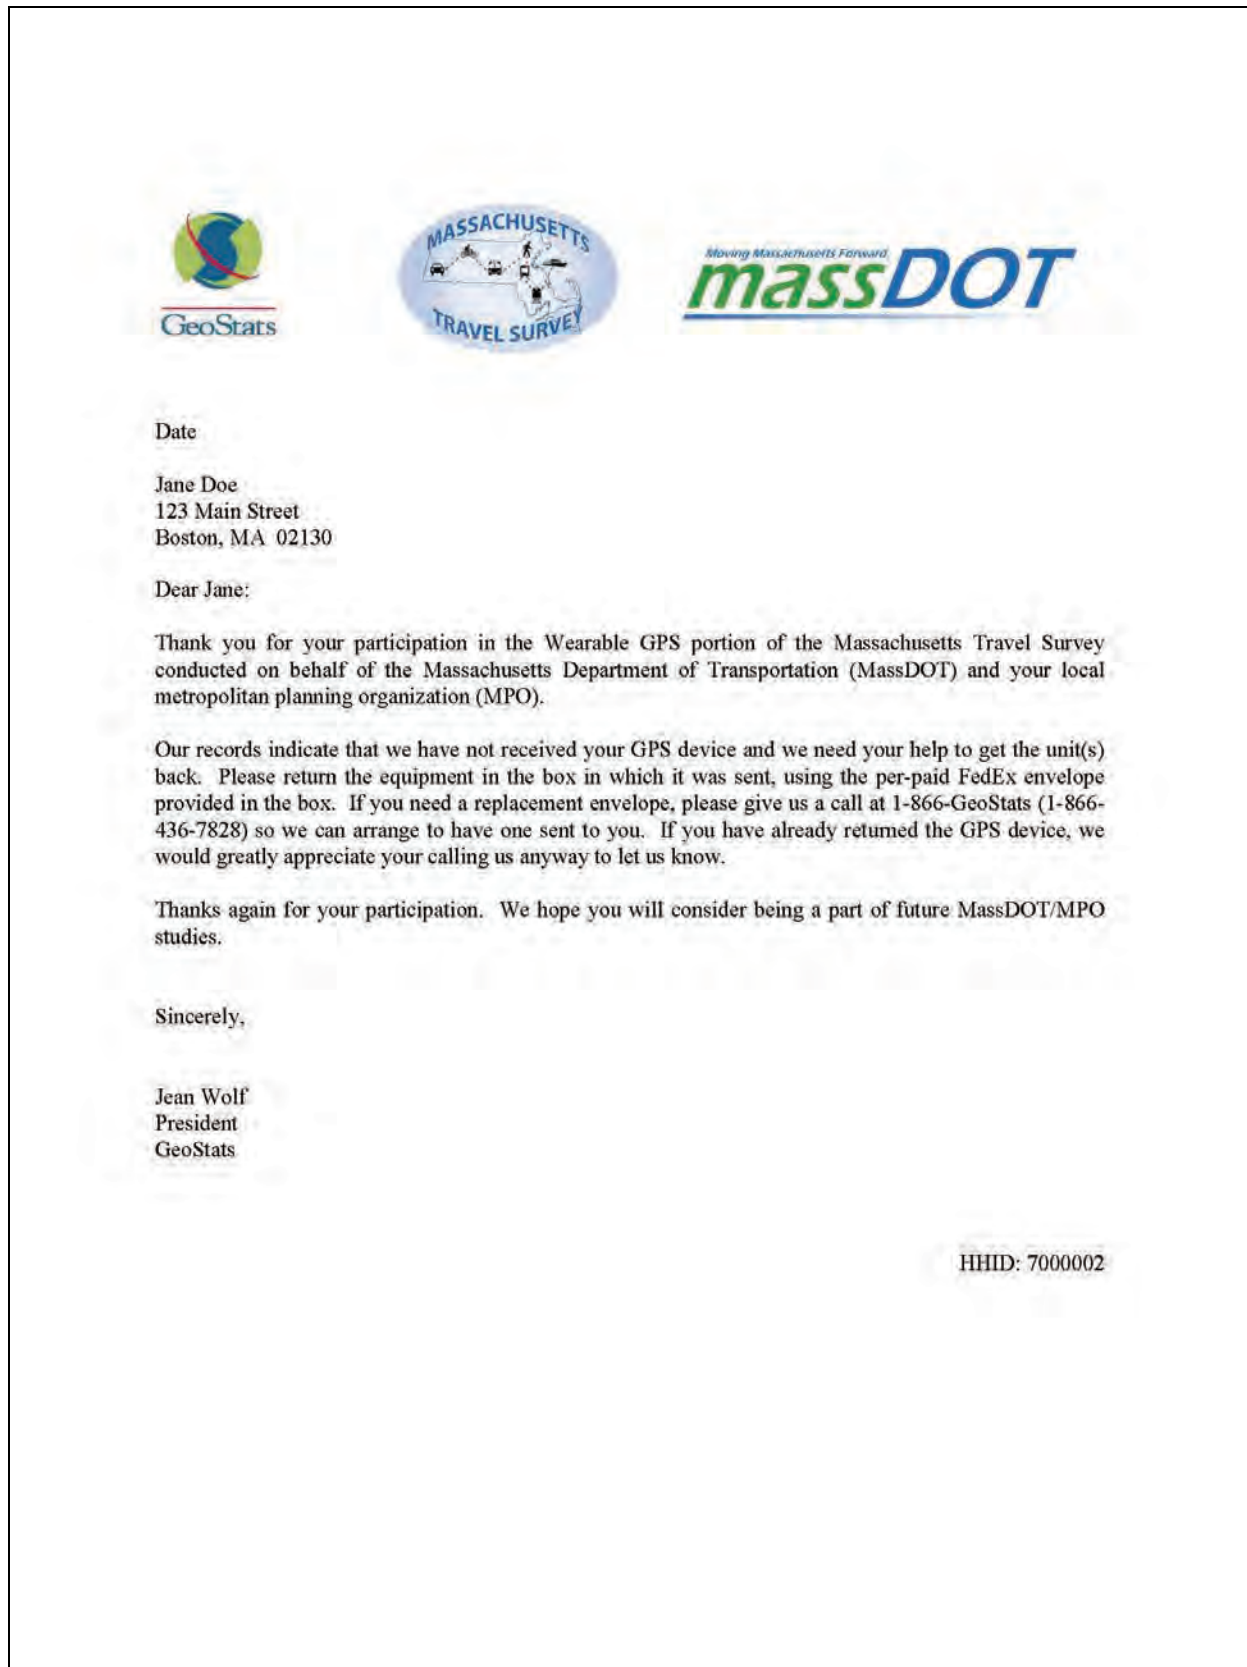 GeoStats
MASSACHUSETTS
TRAVEL SURVEY
Moving Massachusetts Forward
massDOT
Date
Jane Doe
123 Main Street
Boston, MA  02130
Dear Jane:
Thank you for your participation in the Wearable GPS portion of the Massachusetts Travel Survey
conducted on behalf of the Massachusetts Department of Transportation (MassDOT) and your local
metropolitan planning organization (MPO).
Our records indicate that we have not received your GPS device and we need your help to get the unit(s)
back.  Please return the equipment in the box in which it was sent, using the per-paid FedEx envelope
provided in the box.  If you need a replacement envelope, please give us a call at 1-866-GeoStats (1-866-
436-7828) so we can arrange to have one sent to you.  If you have already returned the GPS device, we
would greatly appreciate your calling us anyway to let us know.
Thanks again for your participation.  We hope you will consider being a part of future MassDOT/MPO
studies.
Sincerely,
Jean Wolf
President
GeoStats
HHID: 7000002